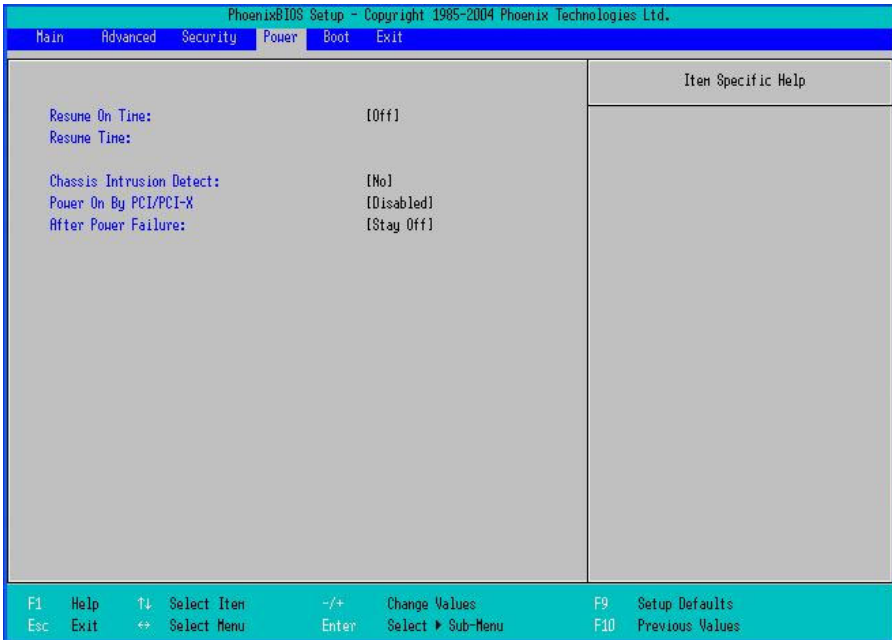 PhoenixBIOS Setup - Copyright 1985-2004 Phoenix Technologies Ltd.
Main Advanced Security Power Boot Exit
Item Specific Help
Resume On Time: [Off]
Resume Time:
Chassis Intrusion Detect: [No]
Power On By PCI/PCI-X [Disabled]
After Power Failure: [Stay Off]
F1 Help ↑↓ Select Item -/+ Change Values F9 Setup Defaults
Esc Exit ↔ Select Menu Enter Select ▶ Sub-Menu F10 Previous Values